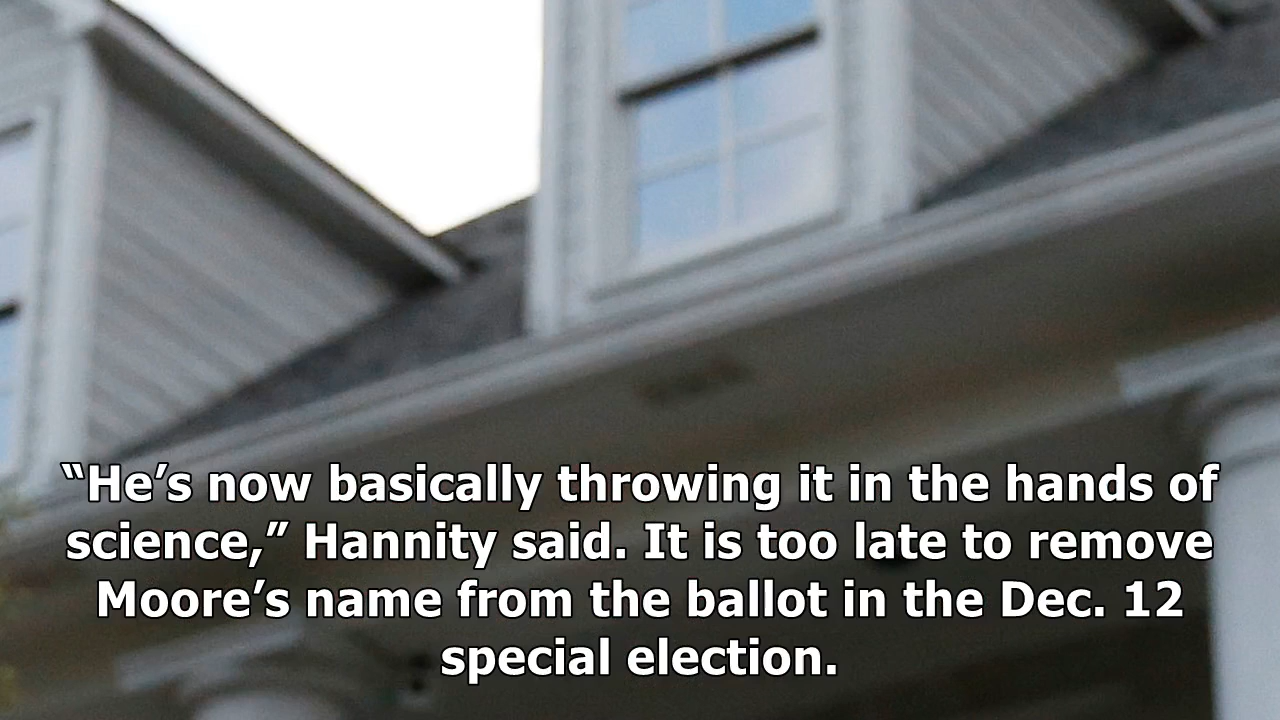 “He’s now basically throwing it in the hands of
science,” Hannity said. It is too late to remove
Moore’s name from the ballot in the Dec. 12
special election.